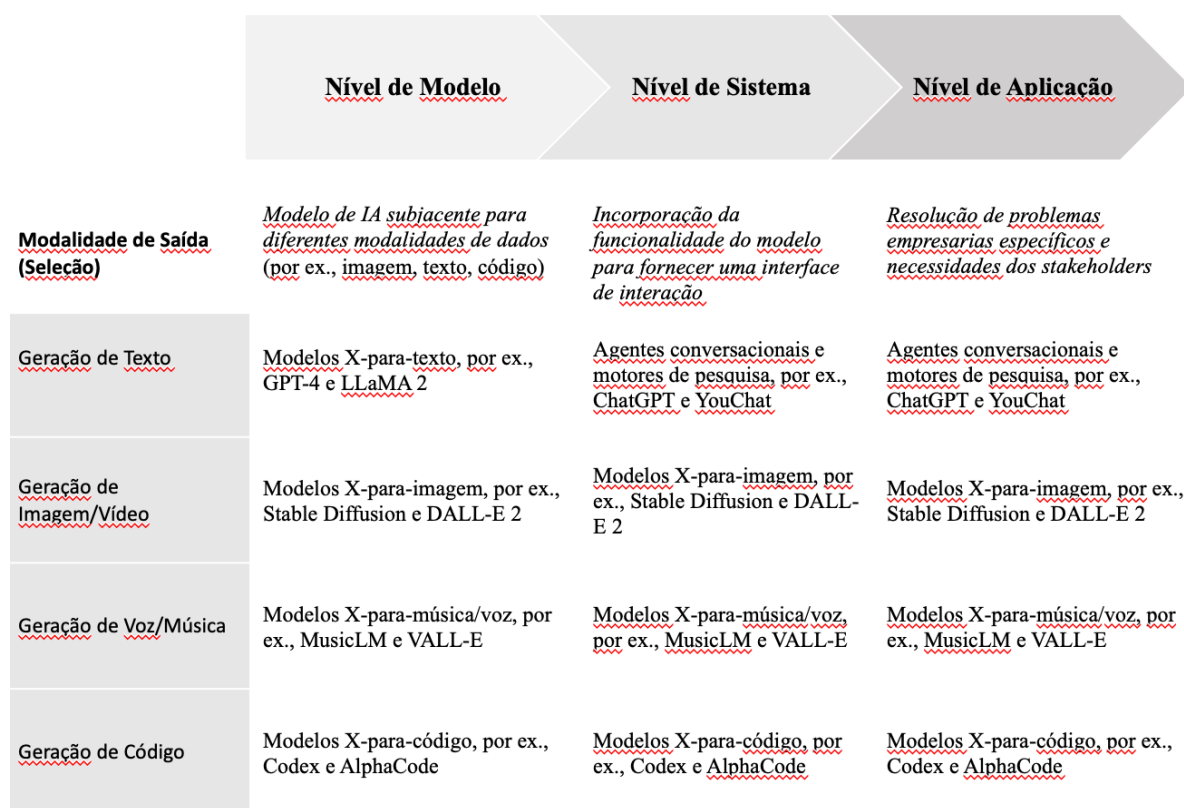 Nível de Modelo
Nível de Sistema
Nível de Aplicação
Modalidade de Saída
(Seleção)
Modelo de IA subjacente para
diferentes modalidades de dados
(por ex., imagem, texto, código)
Incorporação da
funcionalidade do modelo
para fornecer uma interface
de interação
Resolução de problemas
empresarias específicos e
necessidades dos stakeholders
Geração de Texto
Modelos X-para-texto, por ex.,
GPT-4 e LLaMA 2
Agentes conversacionais e
motores de pesquisa, por ex.,
ChatGPT e YouChat
Agentes conversacionais e
motores de pesquisa, por ex.,
ChatGPT e YouChat
Geração de
Imagem/Vídeo
Modelos X-para-imagem, por ex.,
Stable Diffusion e DALL-E 2
Modelos X-para-imagem, por
ex., Stable Diffusion e DALL-
E 2
Modelos X-para-imagem, por ex.,
Stable Diffusion e DALL-E 2
Geração de Voz/Música
Modelos X-para-música/voz, por
ex., MusicLM e VALL-E
Modelos X-para-música/voz,
por ex., MusicLM e VALL-E
Modelos X-para-música/voz, por
ex., MusicLM e VALL-E
Geração de Código
Modelos X-para-código, por ex.,
Codex e AlphaCode
Modelos X-para-código, por
ex., Codex e AlphaCode
Modelos X-para-código, por ex.,
Codex e AlphaCode